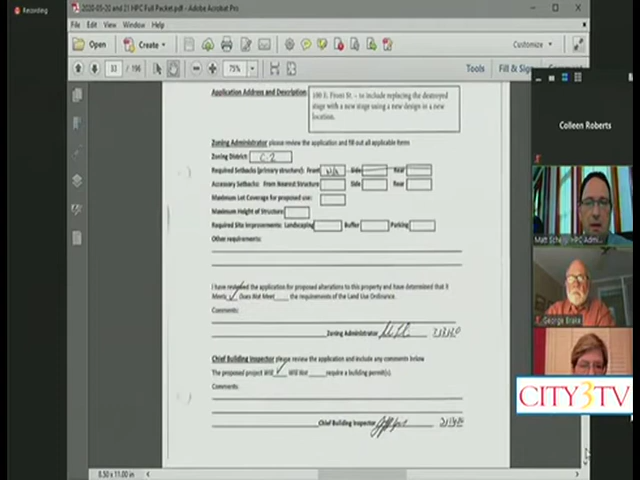 Recording
2020-05-20 and 21 HPC Full Packet.pdf - Adobe Acrobat Pro
File Edit View Window Help
Open Create Customize
33 / 196 75% Tools Fill & Sign
Application Address and Description:
100 E. Front St. – to include replacing the destroyed
stage with a new stage using a new design in a new
location.
Zoning Administrator please review the application and fill out all applicable forms
Zoning District: C-2
Required Setbacks (primary structure): Front N/A Side Rear
Accessory Setbacks: From Nearest Structure Side Rear
Maximum Lot Coverage for proposed use:
Maximum Height of Structure:
Required Site Improvements: Landscaping Buffer Parking
Other requirements:
I have reviewed the application for proposed alterations to this property and have determined that it
Meets ✓ Does Not Meet the requirements of the Land Use Ordinance.
Comments:
Zoning Administrator
Chief Building Inspector please review the application and include any comments below
The proposed project Will ✓ Will Not require a building permit(s).
Comments:
Chief Building Inspector
8.50 x 11.00 in
Colleen Roberts
HPC Admi...
George Brake
CITY3TV